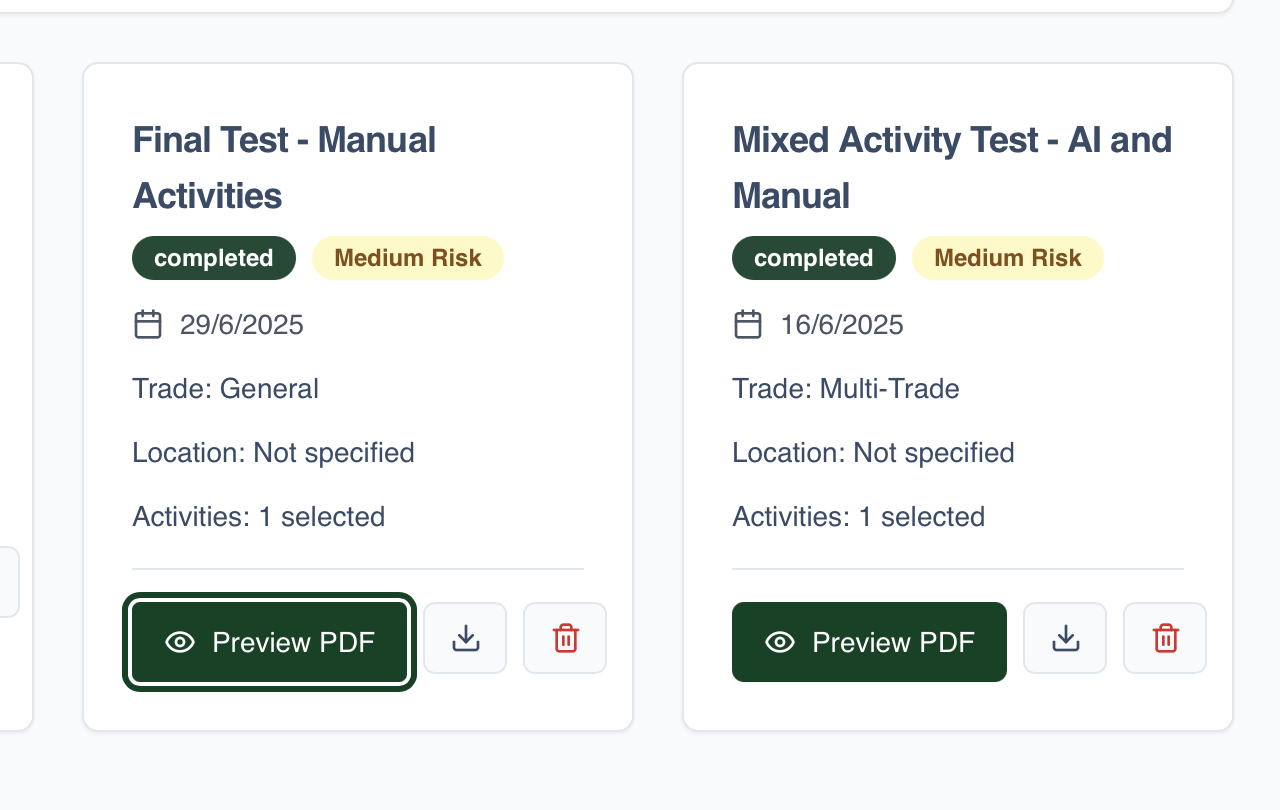 Final Test - Manual
Activities
completed
Medium Risk
29/6/2025
Trade: General
Location: Not specified
Activities: 1 selected
Preview PDF
Mixed Activity Test - AI and
Manual
completed
Medium Risk
16/6/2025
Trade: Multi-Trade
Location: Not specified
Activities: 1 selected
Preview PDF